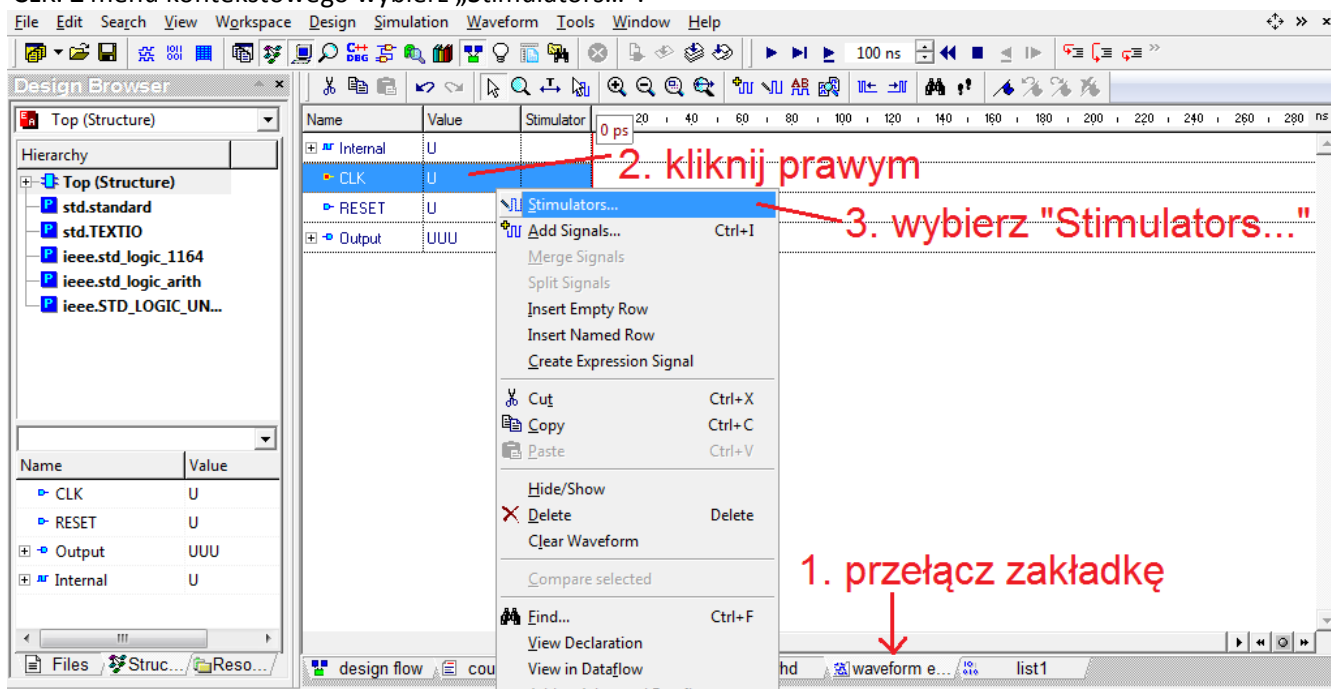 CLK. Z menu kontekstowego wybierz „Stimulators...".
File Edit Search View Workspace Design Simulation Waveform Tools Window Help
100 ns
Design Browser
Top (Structure)
Hierarchy
Top (Structure)
std.standard
std.TEXTIO
ieee.std_logic_1164
ieee.std_logic_arith
ieee.STD_LOGIC_UN...
Name Value
CLK U
RESET U
Output UUU
Internal U
Files Struc... Reso...
Name Value Stimulator 20 40 60 80 100 120 140 160 180 200 220 240 260 280 ns
0 ps
Internal U
CLK U
RESET U
Output UUU
2. kliknij prawym
3. wybierz "Stimulators..."
Stimulators...
Add Signals... Ctrl+I
Merge Signals
Split Signals
Insert Empty Row
Insert Named Row
Create Expression Signal
Cut Ctrl+X
Copy Ctrl+C
Paste Ctrl+V
Hide/Show
Delete Delete
Clear Waveform
Compare selected
Find... Ctrl+F
View Declaration
View in Dataflow
1. przełącz zakładkę
design flow cou hd waveform e... list1